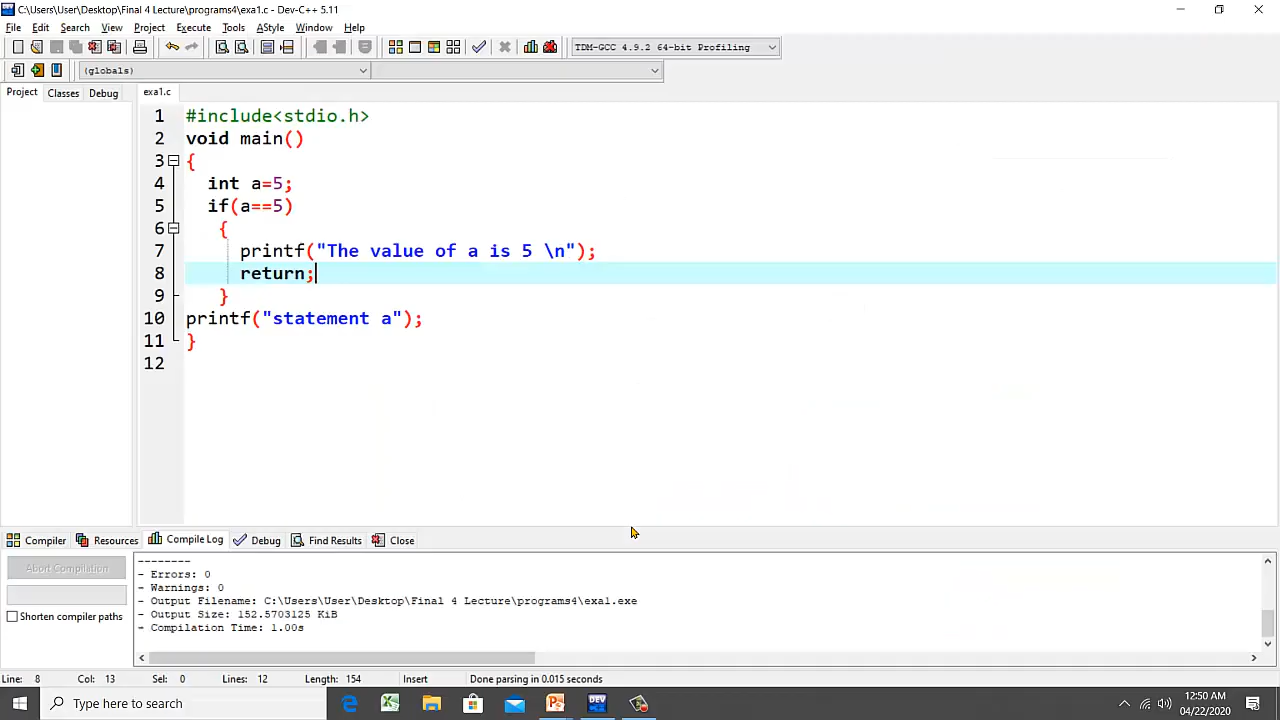 C:\Users\User\Desktop\Final 4 Lecture\programs4\exa1.c - Dev-C++ 5.11
File Edit Search View Project Execute Tools AStyle Window Help
TDM-GCC 4.9.2 64-bit Profiling
(globals)
Project Classes Debug exa1.c
1 #include<stdio.h>
2 void main()
3 {
4 int a=5;
5 if(a==5)
6 {
7 printf("The value of a is 5 \n");
8 return;
9 }
10 printf("statement a");
11 }
12
Compiler Resources Compile Log Debug Find Results Close
Abort Compilation
Shorten compiler paths
--------
- Errors: 0
- Warnings: 0
- Output Filename: C:\Users\User\Desktop\Final 4 Lecture\programs4\exa1.exe
- Output Size: 152.5703125 KiB
- Compilation Time: 1.00s
Line: 8 Col: 13 Sel: 0 Lines: 12 Length: 154 Insert Done parsing in 0.015 seconds
Type here to search
12:50 AM
04/22/2020